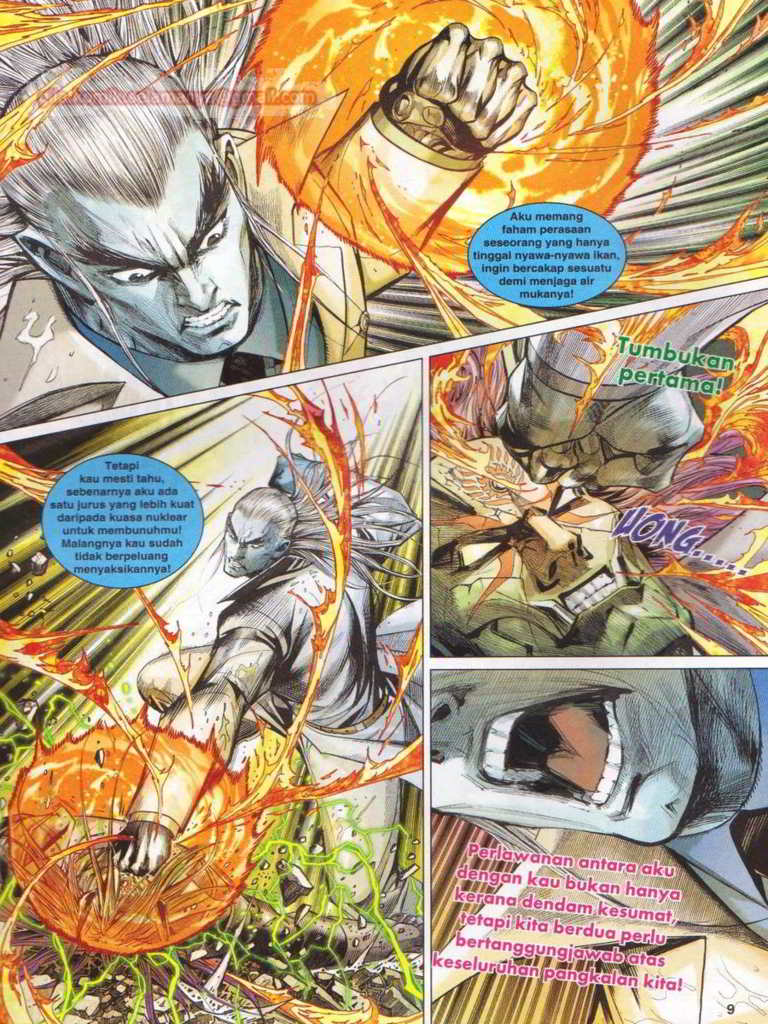 Aku memang
faham perasaan
seseorang yang hanya
tinggal nyawa-nyawa ikan,
ingin bercakap sesuatu
demi menjaga air
mukanya!
Tumbukan
pertama!
HONG.....
Tetapi
kau mesti tahu,
sebenarnya aku ada
satu jurus yang lebih kuat
daripada kuasa nuklear
untuk membunuhmu!
Malangnya kau sudah
tidak berpeluang
menyaksikannya!
Perlawanan antara aku
dengan kau bukan hanya
kerana dendam kesumat,
tetapi kita berdua perlu
bertanggungjawab atas
keseluruhan pangkalan kita!
9